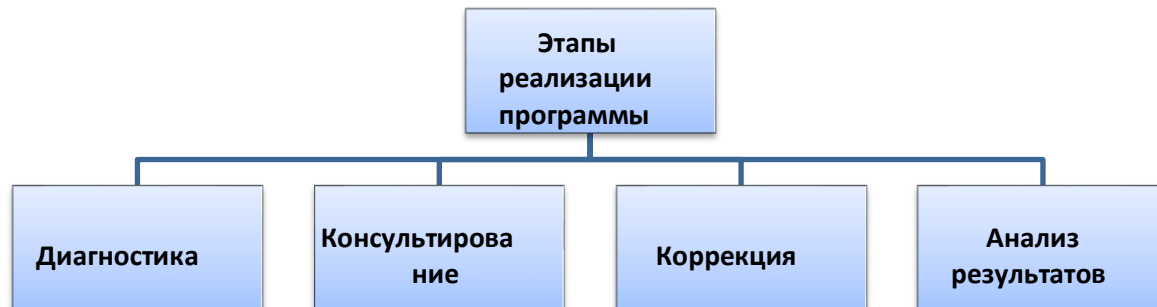 Этапы
реализации
программы
Диагностика
Консультирова
ние
Коррекция
Анализ
результатов